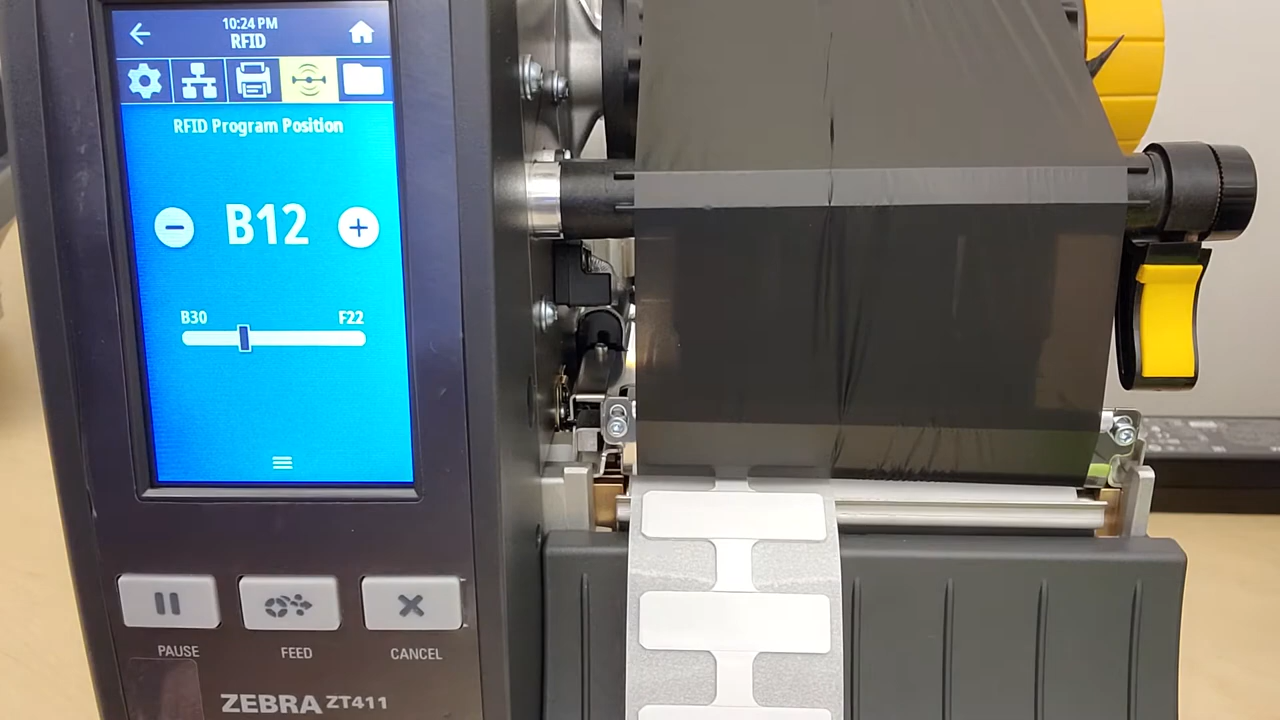 10:24 PM
RFID
RFID Program Position
B12
B30 F22
PAUSE FEED CANCEL
ZEBRA ZT411